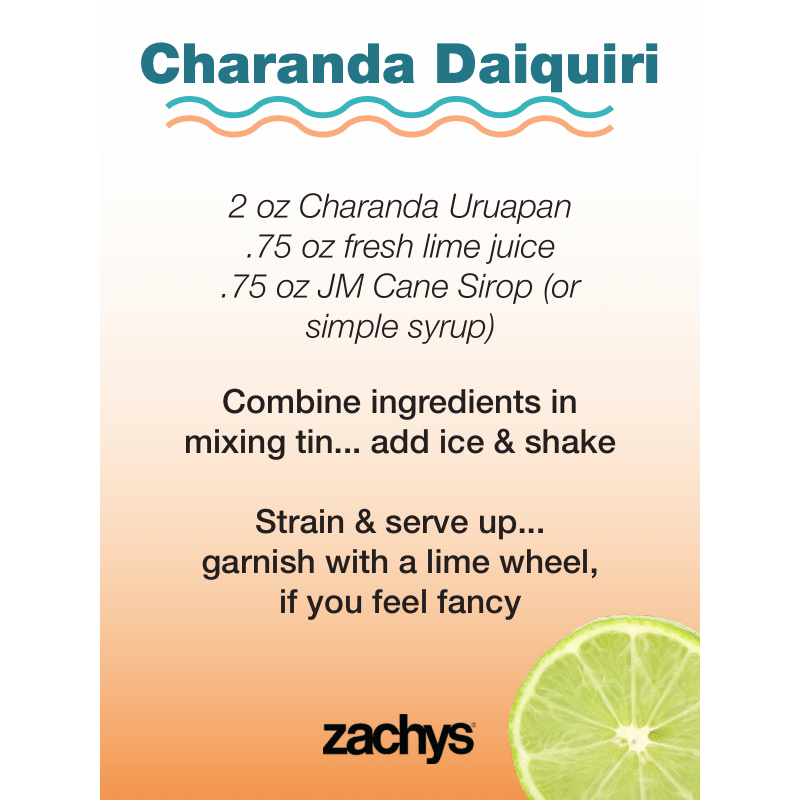 Charanda Daiquiri
2 oz Charanda Uruapan
.75 oz fresh lime juice
.75 oz JM Cane Sirop (or
simple syrup)
Combine ingredients in
mixing tin... add ice & shake
Strain & serve up...
garnish with a lime wheel,
if you feel fancy
zachys